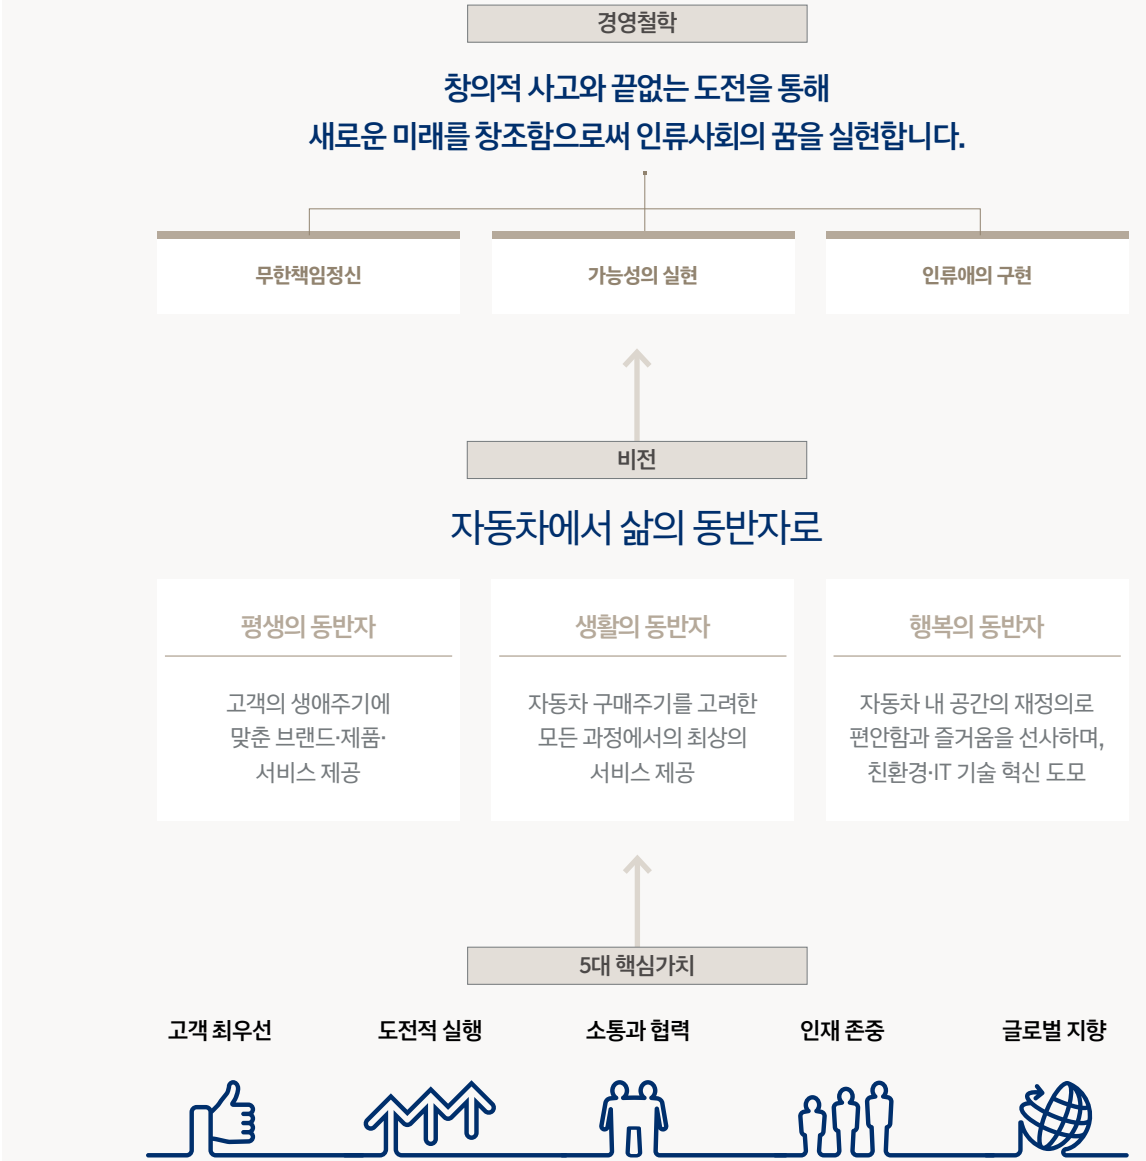 경영철학
창의적 사고와 끝없는 도전을 통해
새로운 미래를 창조함으로써 인류사회의 꿈을 실현합니다.
무한책임정신
가능성의 실현
인류애의 구현
비전
자동차에서 삶의 동반자로
평생의 동반자
고객의 생애주기에
맞춘 브랜드·제품·
서비스 제공
생활의 동반자
자동차 구매주기를 고려한
모든 과정에서의 최상의
서비스 제공
행복의 동반자
자동차 내 공간의 재정의로
편안함과 즐거움을 선사하며,
친환경·IT 기술 혁신 도모
5대 핵심가치
고객 최우선
도전적 실행
소통과 협력
인재 존중
글로벌 지향